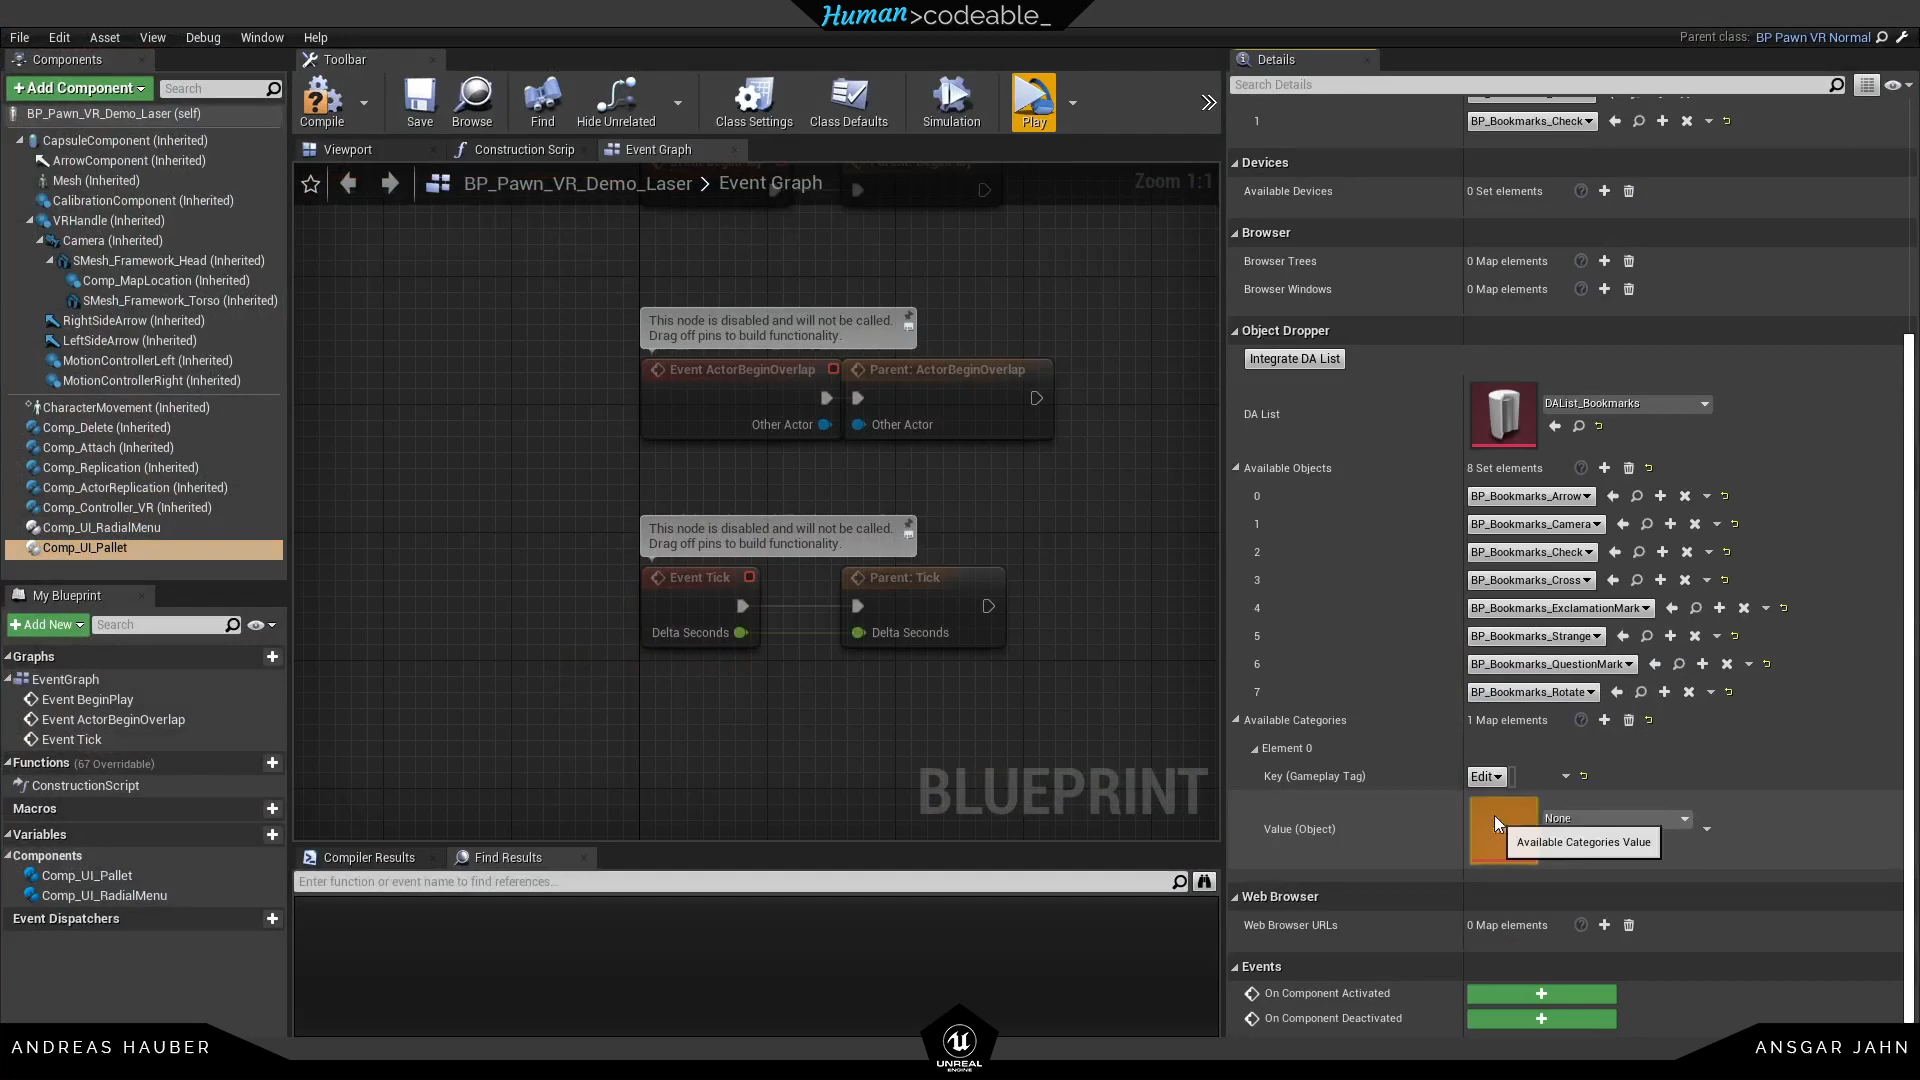 Human>codeable_
File Edit Asset View Debug Window Help
Parent class: BP Pawn VR Normal
Components
+Add Component
Search
BP_Pawn_VR_Demo_Laser (self)
CapsuleComponent (Inherited)
ArrowComponent (Inherited)
Mesh (Inherited)
CalibrationComponent (Inherited)
VRHandle (Inherited)
Camera (Inherited)
SMesh_Framework_Head (Inherited)
Comp_MapLocation (Inherited)
SMesh_Framework_Torso (Inherited)
RightSideArrow (Inherited)
LeftSideArrow (Inherited)
MotionControllerLeft (Inherited)
MotionControllerRight (Inherited)
CharacterMovement (Inherited)
Comp_Delete (Inherited)
Comp_Attach (Inherited)
Comp_Replication (Inherited)
Comp_ActorReplication (Inherited)
Comp_Controller_VR (Inherited)
Comp_UI_RadialMenu
Comp_UI_Pallet
My Blueprint
+Add New
Search
Graphs
EventGraph
Event BeginPlay
Event ActorBeginOverlap
Event Tick
Functions (67 Overridable)
ConstructionScript
Macros
Variables
Components
Comp_UI_Pallet
Comp_UI_RadialMenu
Event Dispatchers
Toolbar
Compile Save Browse Find Hide Unrelated Class Settings Class Defaults Simulation Play
Viewport
Construction Scrip
Event Graph
BP_Pawn_VR_Demo_Laser > Event Graph
Zoom 1:1
This node is disabled and will not be called.
Drag off pins to build functionality.
Event ActorBeginOverlap
Other Actor
Parent: ActorBeginOverlap
Other Actor
This node is disabled and will not be called.
Drag off pins to build functionality.
Event Tick
Delta Seconds
Parent: Tick
Delta Seconds
BLUEPRINT
Compiler Results
Find Results
Enter function or event name to find references...
Details
Search Details
1 BP_Bookmarks_Check
Devices
Available Devices 0 Set elements
Browser
Browser Trees 0 Map elements
Browser Windows 0 Map elements
Object Dropper
Integrate DA List
DA List DAList_Bookmarks
Available Objects 8 Set elements
0 BP_Bookmarks_Arrow
1 BP_Bookmarks_Camera
2 BP_Bookmarks_Check
3 BP_Bookmarks_Cross
4 BP_Bookmarks_ExclamationMark
5 BP_Bookmarks_Strange
6 BP_Bookmarks_QuestionMark
7 BP_Bookmarks_Rotate
Available Categories 1 Map elements
Element 0
Key (Gameplay Tag) Edit
Value (Object) None
Available Categories Value
Web Browser
Web Browser URLs 0 Map elements
Events
On Component Activated +
On Component Deactivated +
ANDREAS HAUBER
UNREAL
ENGINE
ANSGAR JAHN